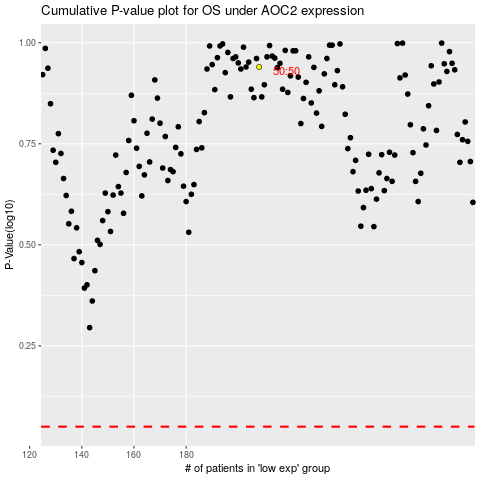 Cumulative P-value plot for OS under AOC2 expression
P-Value(log10)
1.00
0.75
0.50
0.25
50:50
120 140 160 180
# of patients in 'low exp' group